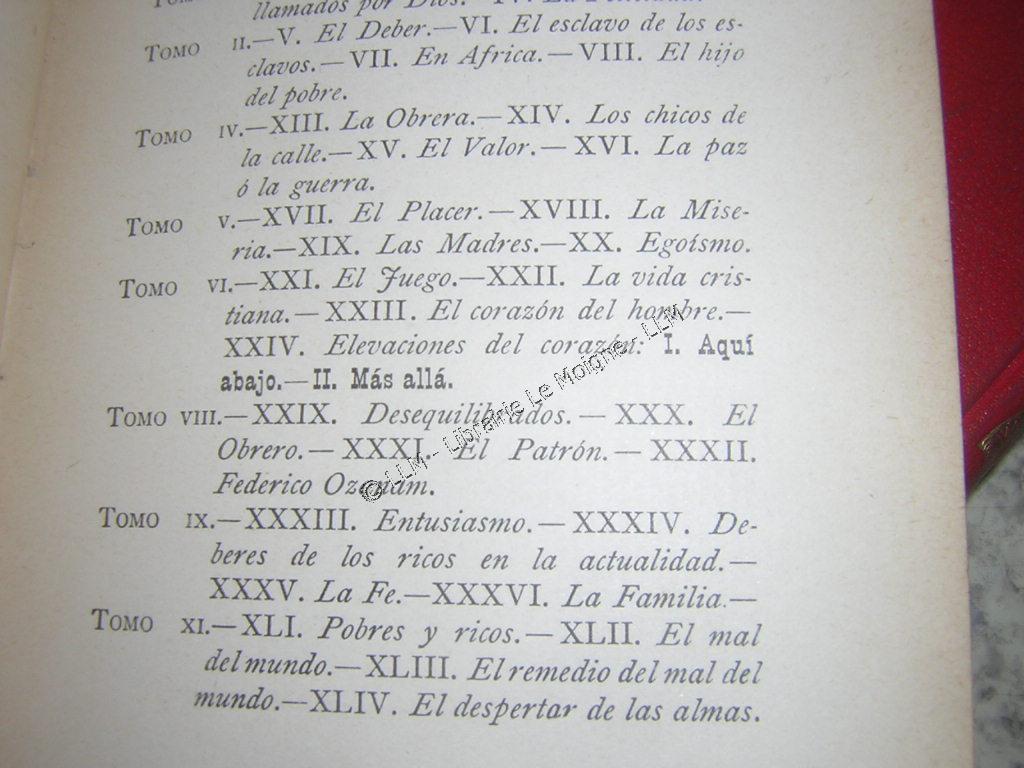 llamados por Dios.
Tomo II.—V. El Deber.—VI. El esclavo de los es-
clavos.—VII. En Africa.—VIII. El hijo
del pobre.
Tomo IV.—XIII. La Obrera.—XIV. Los chicos de
la calle.—XV. El Valor.—XVI. La paz
ó la guerra.
Tomo V.—XVII. El Placer.—XVIII. La Mise-
ria.—XIX. Las Madres.—XX. Egoísmo.
Tomo VI.—XXI. El Juego.—XXII. La vida cris-
tiana.—XXIII. El corazón del hombre.—
XXIV. Elevaciones del corazón: I. Aquí
abajo.—II. Más allá.
Tomo VIII.—XXIX. Desequilibrados.—XXX. El
Obrero.—XXXI. El Patrón.—XXXII.
Federico Ozanam.
Tomo IX.—XXXIII. Entusiasmo.—XXXIV. De-
beres de los ricos en la actualidad.—
XXXV. La Fe.—XXXVI. La Familia.—
Tomo XI.—XLI. Pobres y ricos.—XLII. El mal
del mundo.—XLIII. El remedio del mal del
mundo.—XLIV. El despertar de las almas.
© LLM - Librairie Le Moigne - LLM